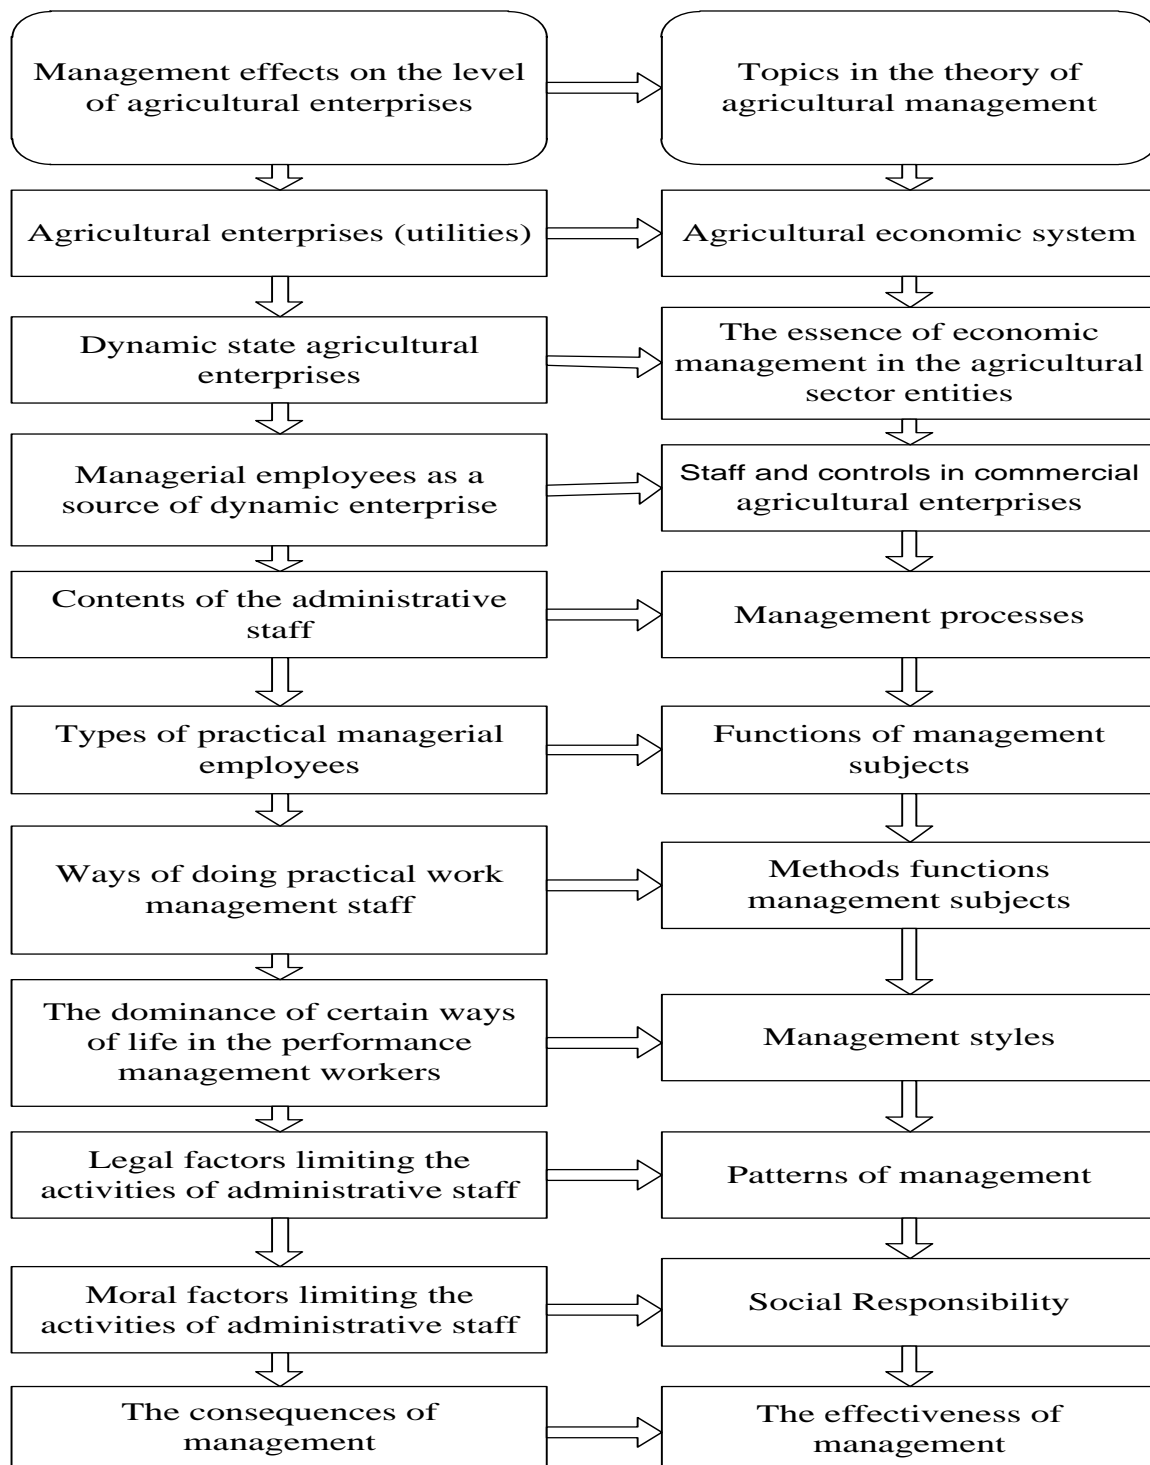 Management effects on the level
of agricultural enterprises
Topics in the theory of
agricultural management
Agricultural enterprises (utilities)
Agricultural economic system
Dynamic state agricultural
enterprises
The essence of economic
management in the agricultural
sector entities
Managerial employees as a
source of dynamic enterprise
Staff and controls in commercial
agricultural enterprises
Contents of the administrative
staff
Management processes
Types of practical managerial
employees
Functions of management
subjects
Ways of doing practical work
management staff
Methods functions
management subjects
The dominance of certain ways
of life in the performance
management workers
Management styles
Legal factors limiting the
activities of administrative staff
Patterns of management
Moral factors limiting the
activities of administrative staff
Social Responsibility
The consequences of
management
The effectiveness of
management